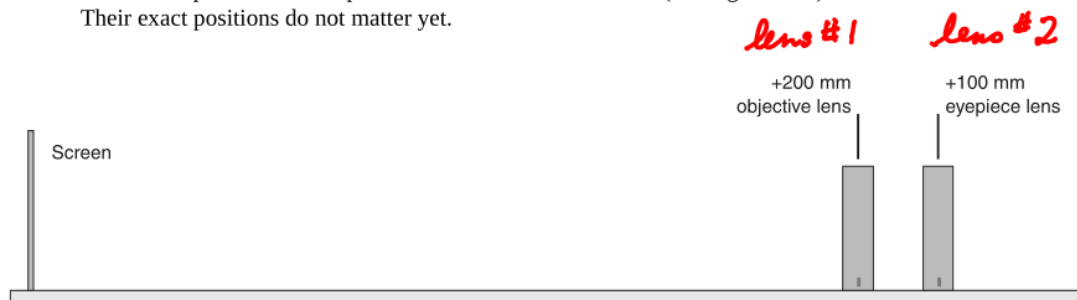 Their exact positions do not matter yet.
lens #1 lens #2
+200 mm +100 mm
objective lens eyepiece lens
Screen